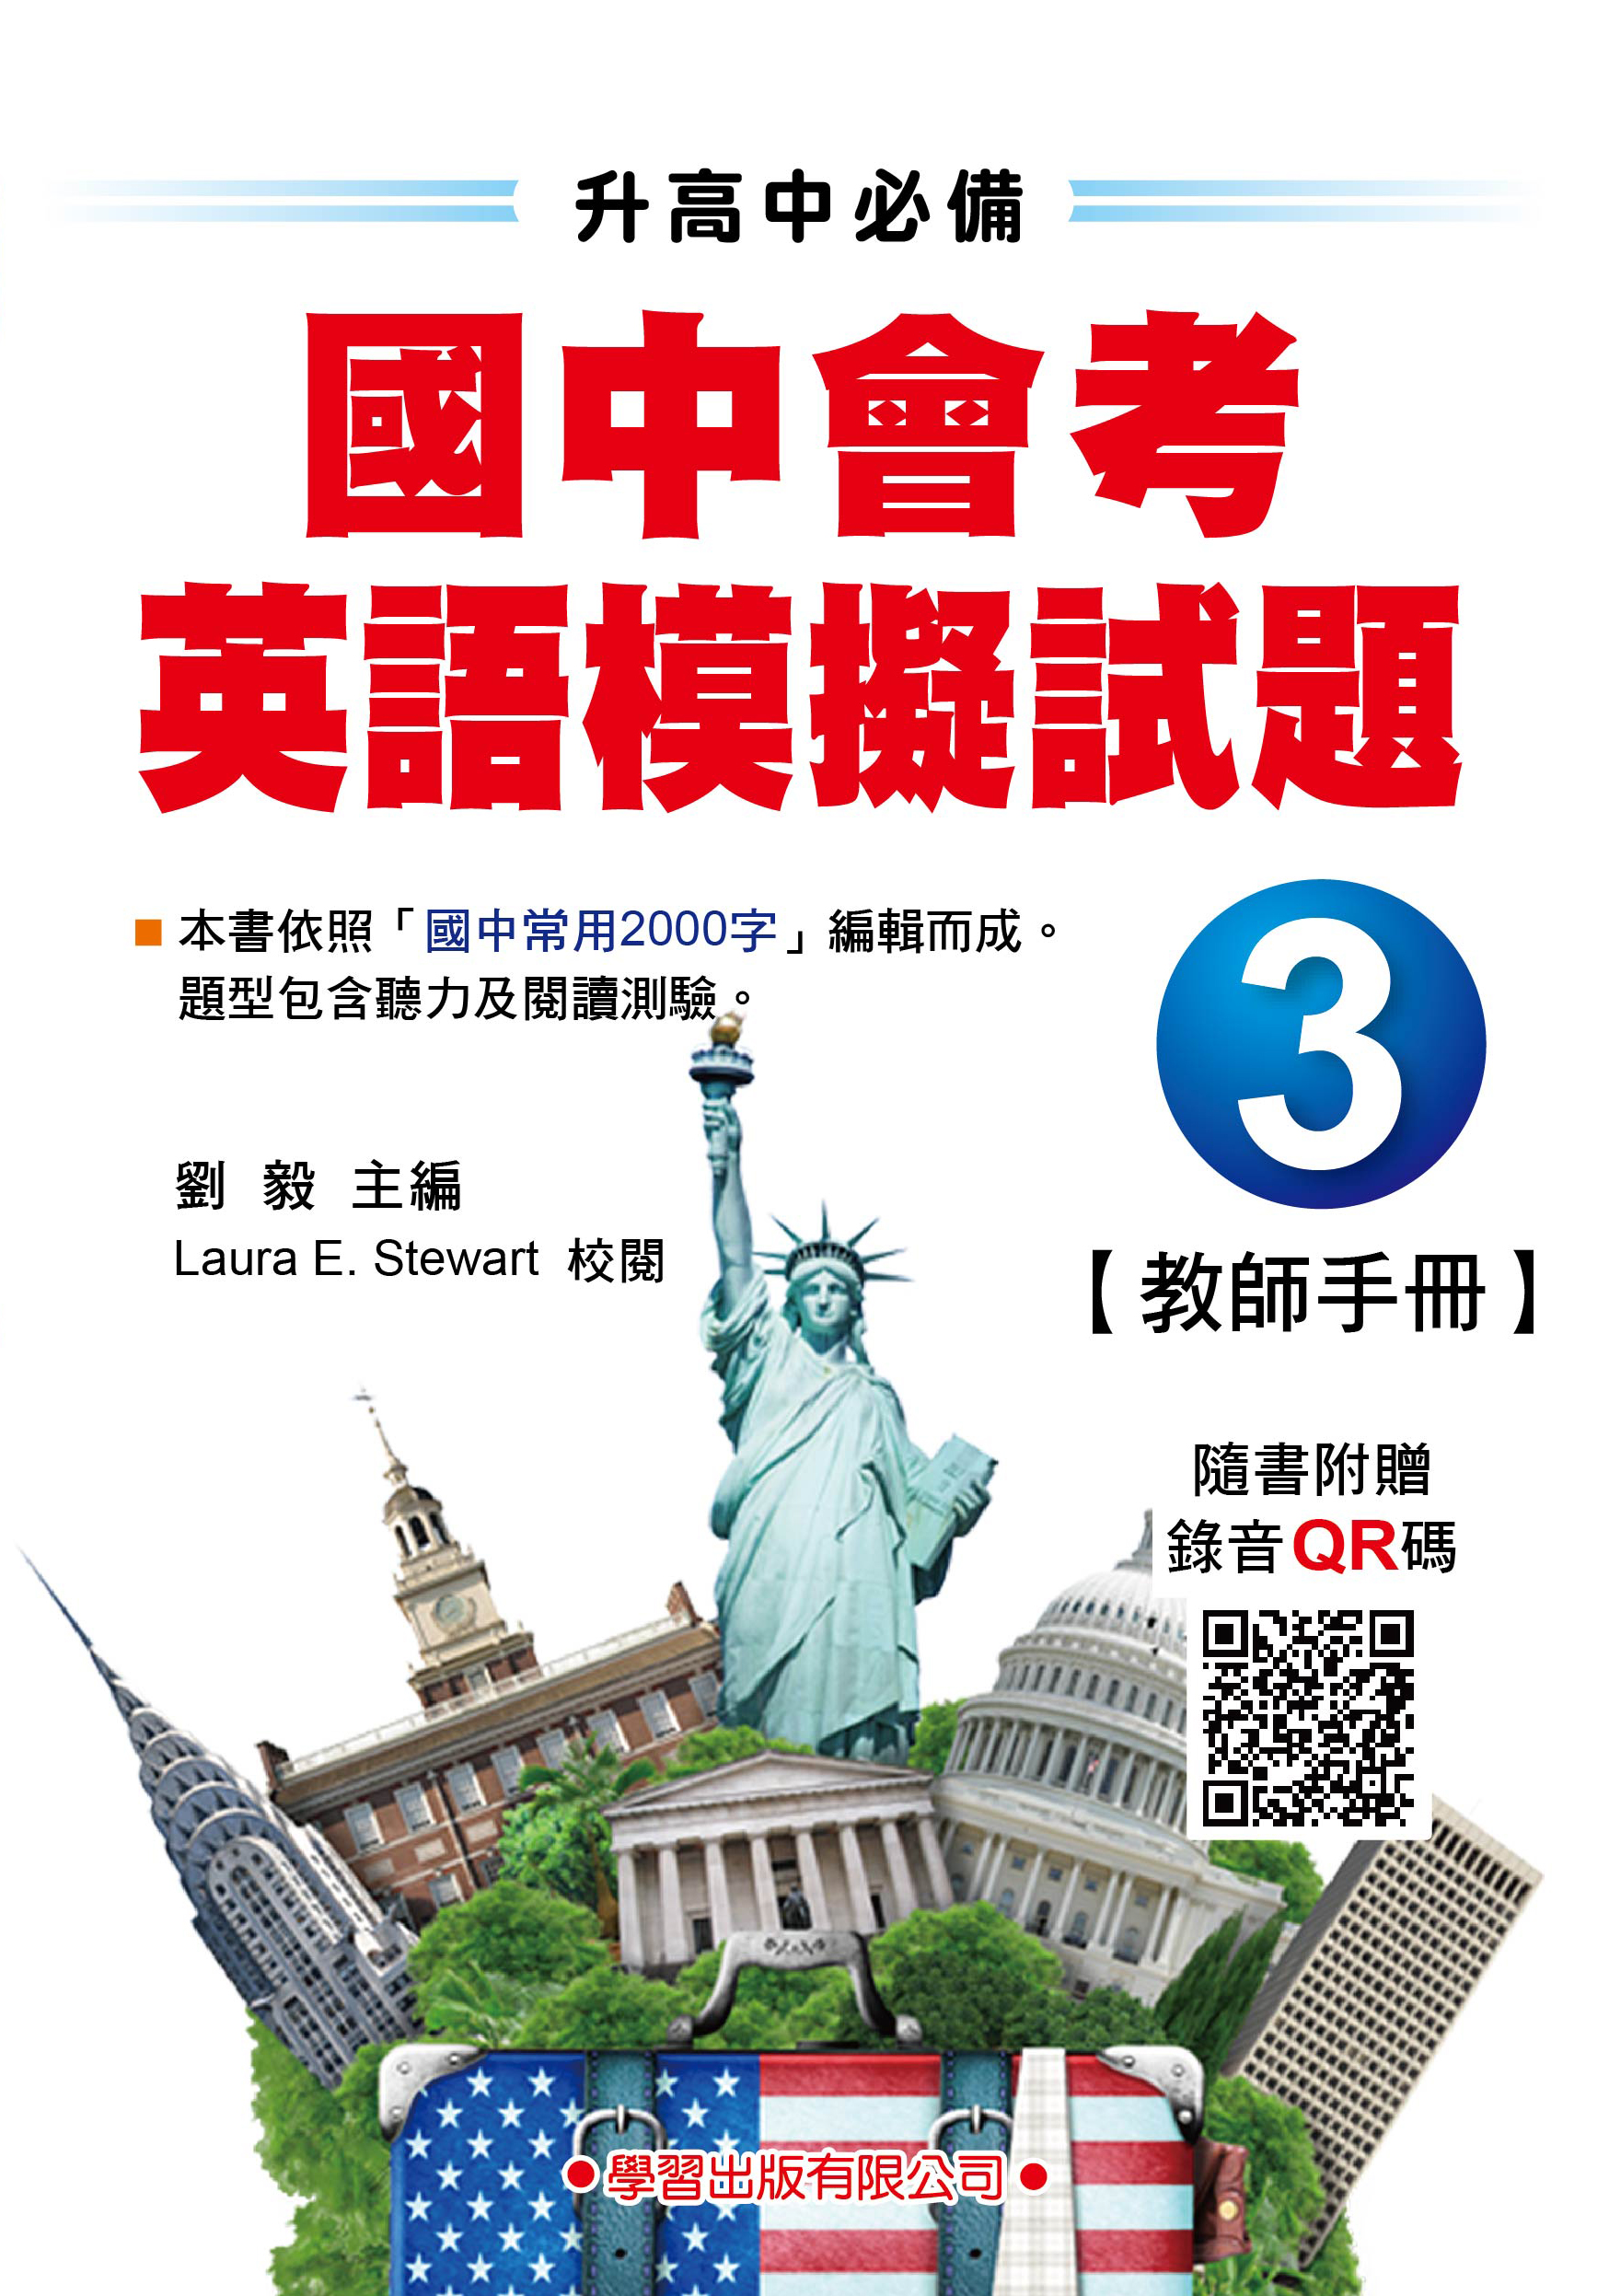 升高中必備
國中會考
英語模擬試題
■ 本書依照「國中常用2000字」編輯而成。
題型包含聽力及閱讀測驗。
3
劉 毅 主編
Laura E. Stewart 校閱
【教師手冊】
隨書附贈
錄音QR碼
●學習出版有限公司●